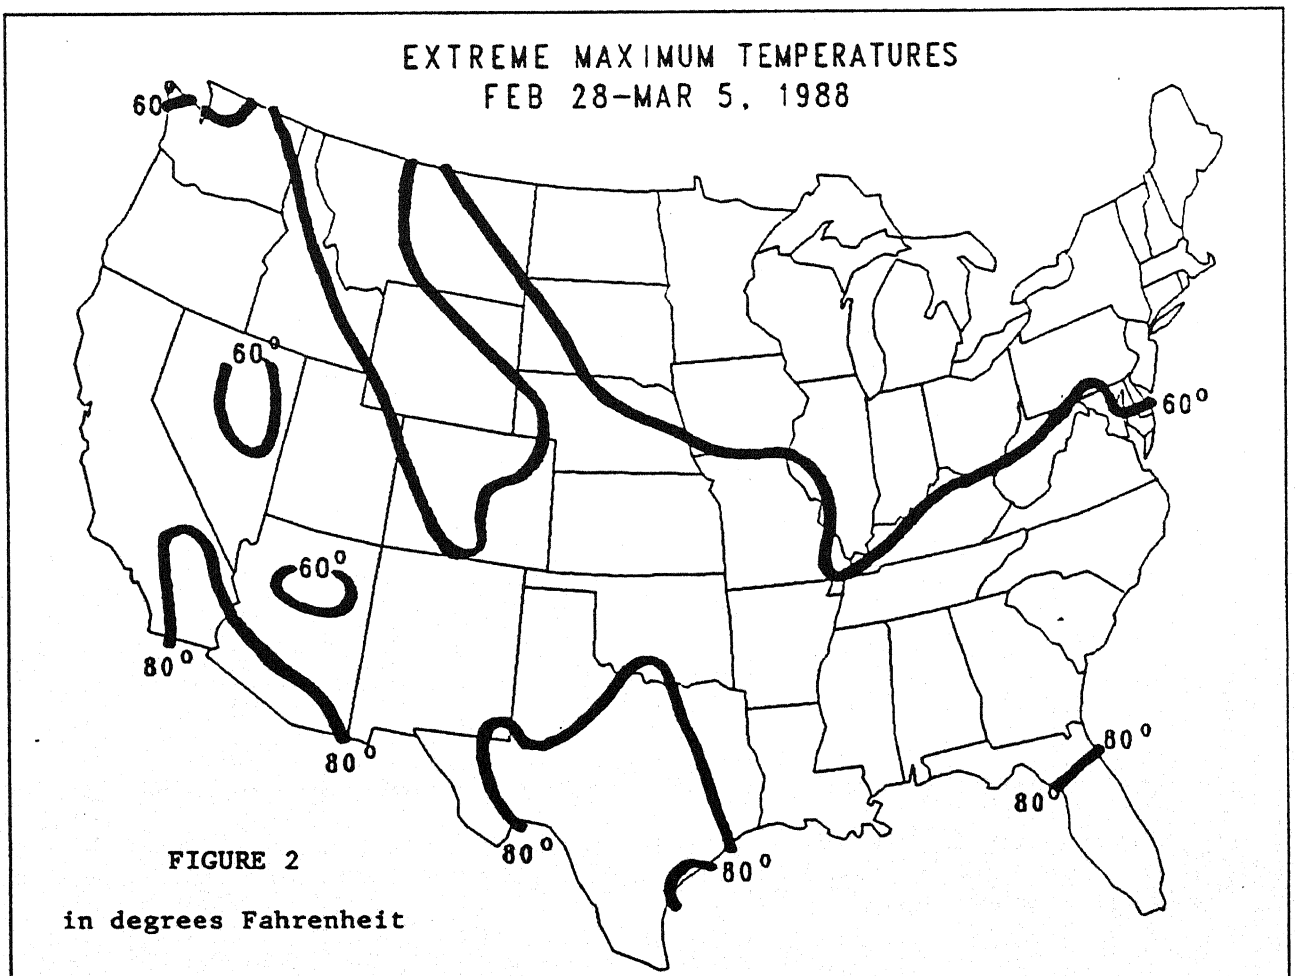 EXTREME MAXIMUM TEMPERATURES
FEB 28-MAR 5, 1988
60°
60°
60°
60°
80°
80°
80°
80°
80°
80°
FIGURE 2
in degrees Fahrenheit